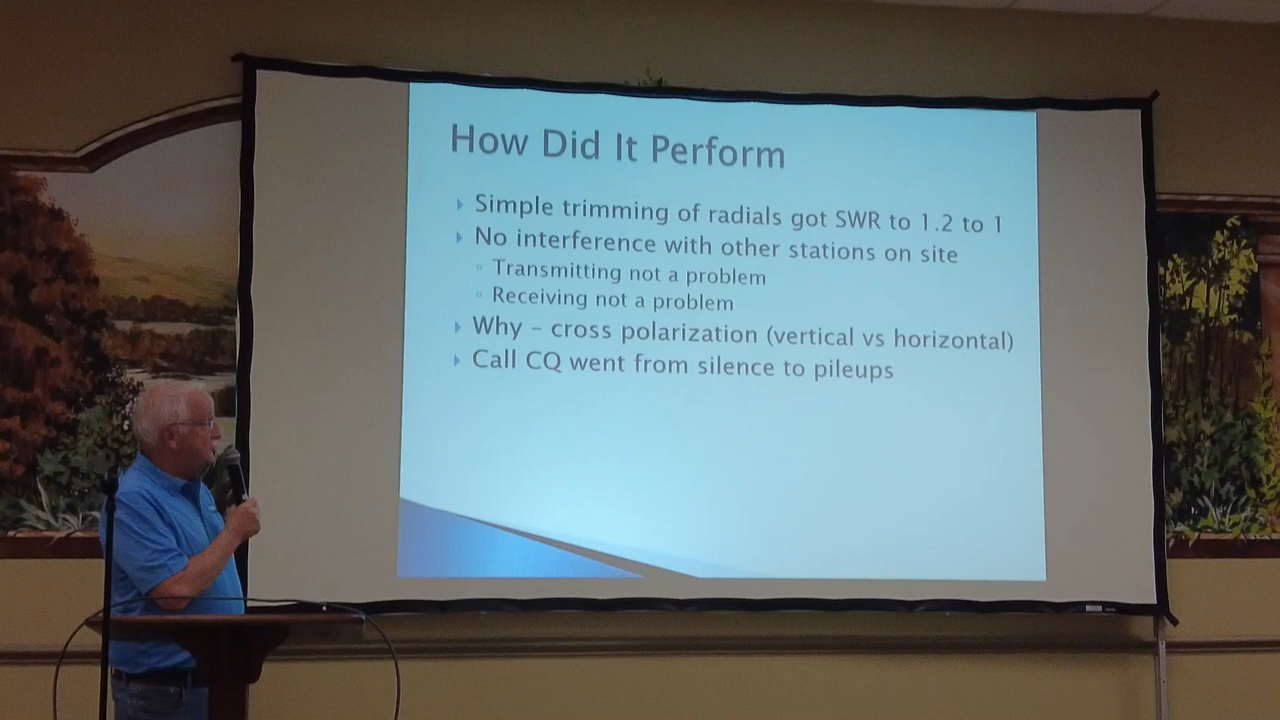 How Did It Perform
Simple trimming of radials got SWR to 1.2 to 1
No interference with other stations on site
Transmitting not a problem
Receiving not a problem
Why – cross polarization (vertical vs horizontal)
Call CQ went from silence to pileups